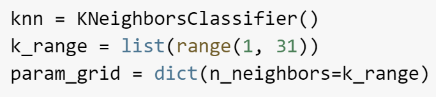 knn = KNeighborsClassifier()
k_range = list(range(1, 31))
param_grid = dict(n_neighbors=k_range)